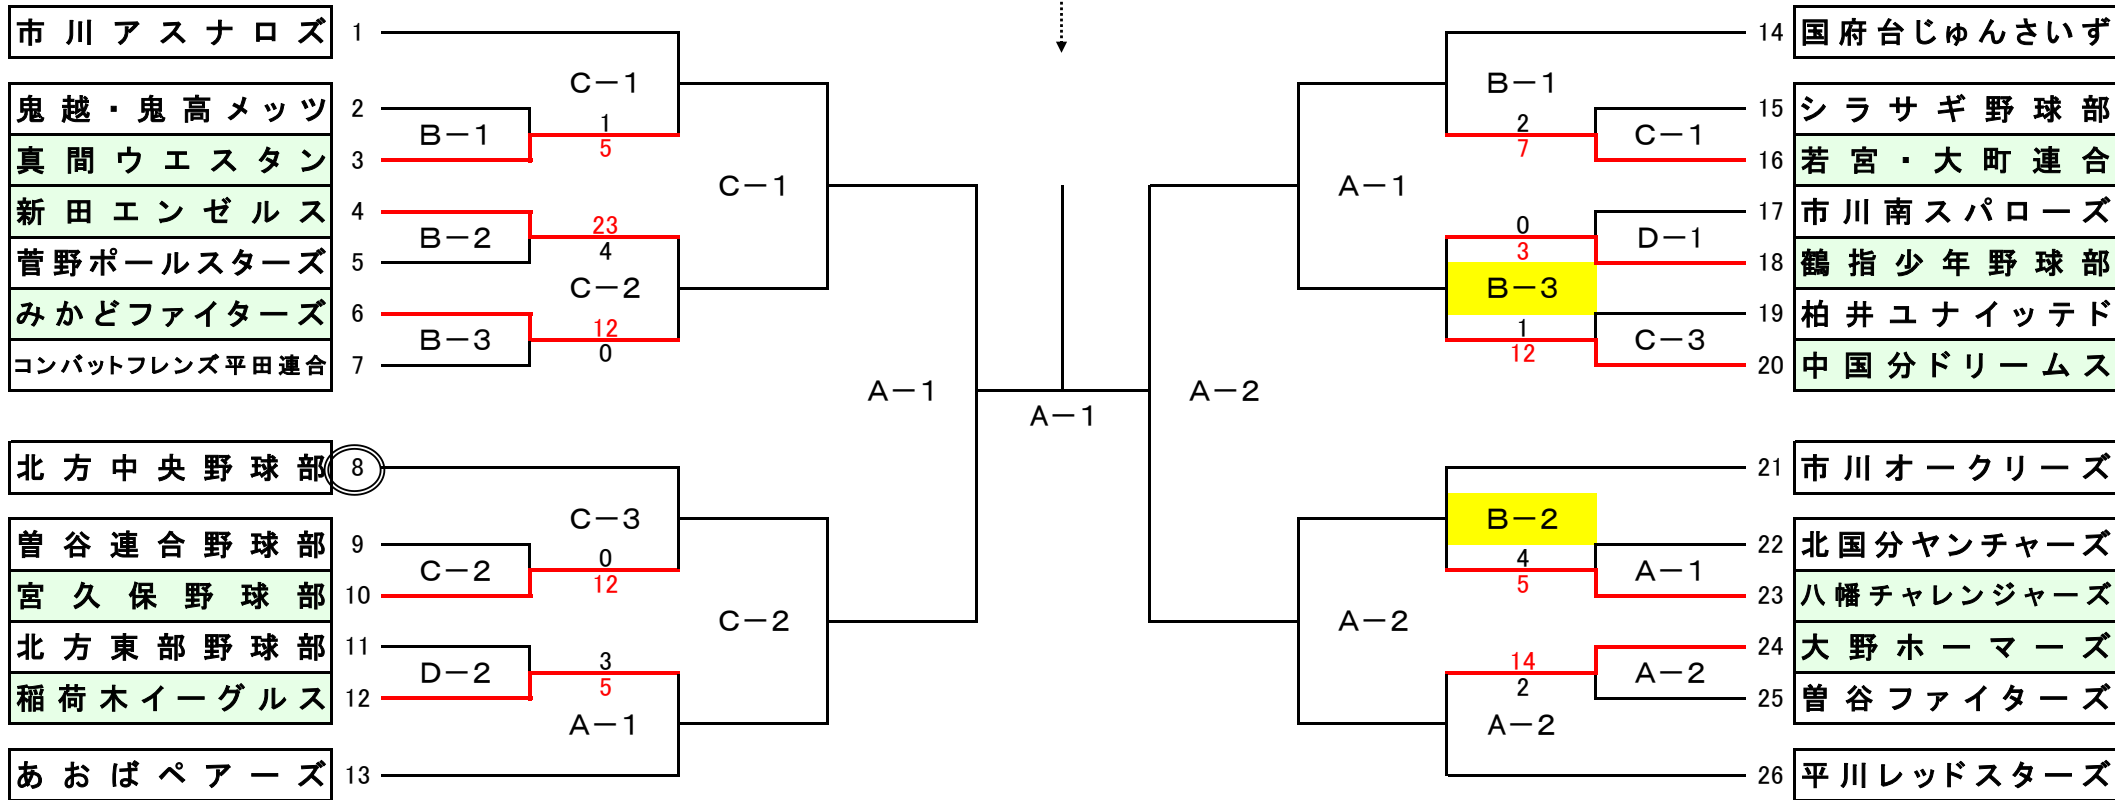 市川アスナロズ 1
鬼越・鬼高メッツ 2
真間ウエスタン 3
新田エンゼルス 4
菅野ポールスターズ 5
みかどファイターズ 6
コンバットフレンズ平田連合 7
北方中央野球部 8
曽谷連合野球部 9
宮久保野球部 10
北方東部野球部 11
稲荷木イーグルス 12
あおばペアーズ 13
B－1
B－2
B－3
C－2
D－2
C－1
1
5
23
4
C－2
12
0
C－3
0
12
3
5
A－1
C－1
C－2
A－1
A－1
A－2
A－1
A－2
B－1
2
7
0
3
B－3
1
12
B－2
4
5
14
2
A－2
C－1
D－1
C－3
A－1
A－2
14 国府台じゅんさいず
15 シラサギ野球部
16 若宮・大町連合
17 市川南スパローズ
18 鶴指少年野球部
19 柏井ユナイッテド
20 中国分ドリームス
21 市川オークリーズ
22 北国分ヤンチャーズ
23 八幡チャレンジャーズ
24 大野ホーマーズ
25 曽谷ファイターズ
26 平川レッドスターズ